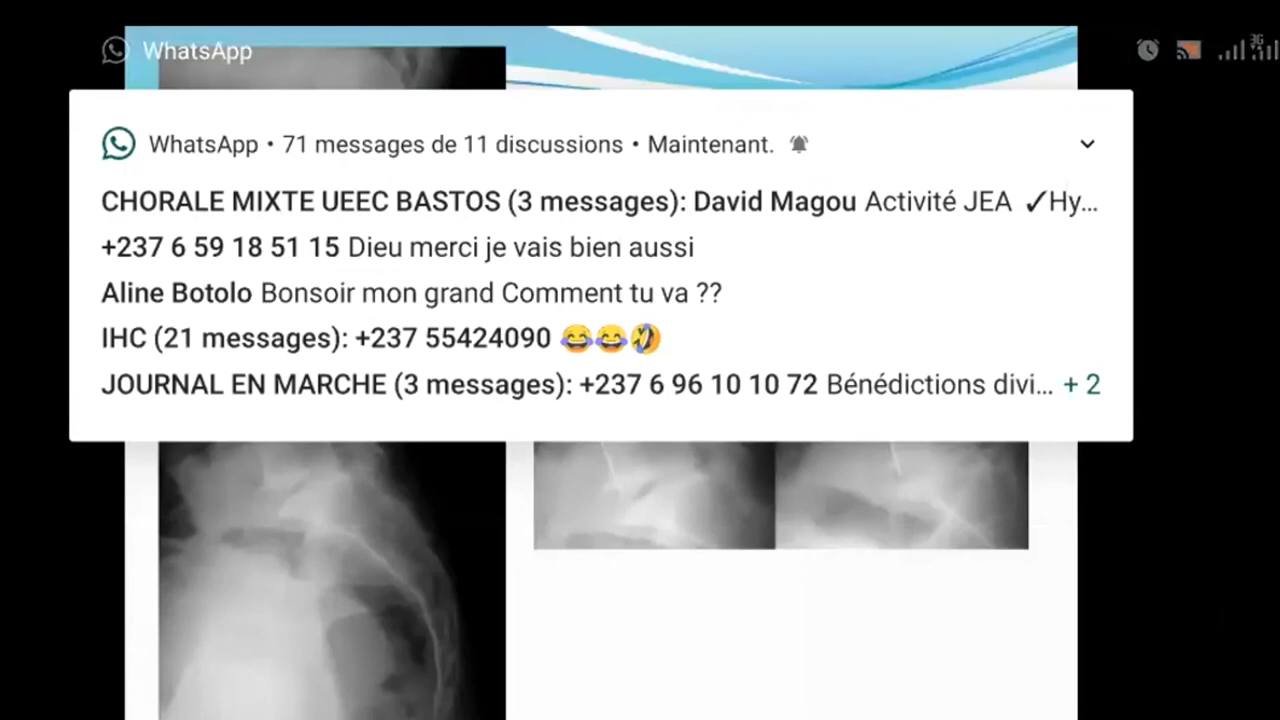 WhatsApp
3G
WhatsApp • 71 messages de 11 discussions • Maintenant.
CHORALE MIXTE UEEC BASTOS (3 messages): David Magou Activité JEA ✓Hy...
+237 6 59 18 51 15 Dieu merci je vais bien aussi
Aline Botolo Bonsoir mon grand Comment tu va ??
IHC (21 messages): +237 55424090 😂😂🤣
JOURNAL EN MARCHE (3 messages): +237 6 96 10 10 72 Bénédictions divi... + 2